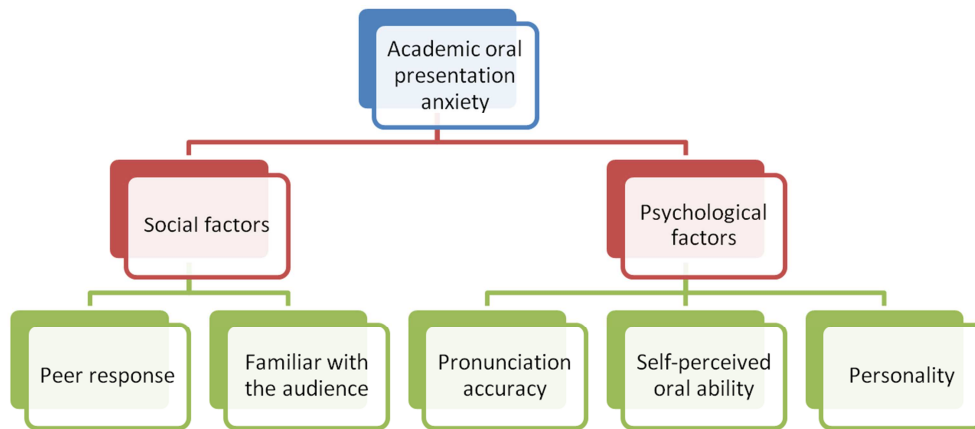 Academic oral
presentation
anxiety
Social factors
Psychological
factors
Peer response
Familiar with
the audience
Pronunciation
accuracy
Self-perceived
oral ability
Personality